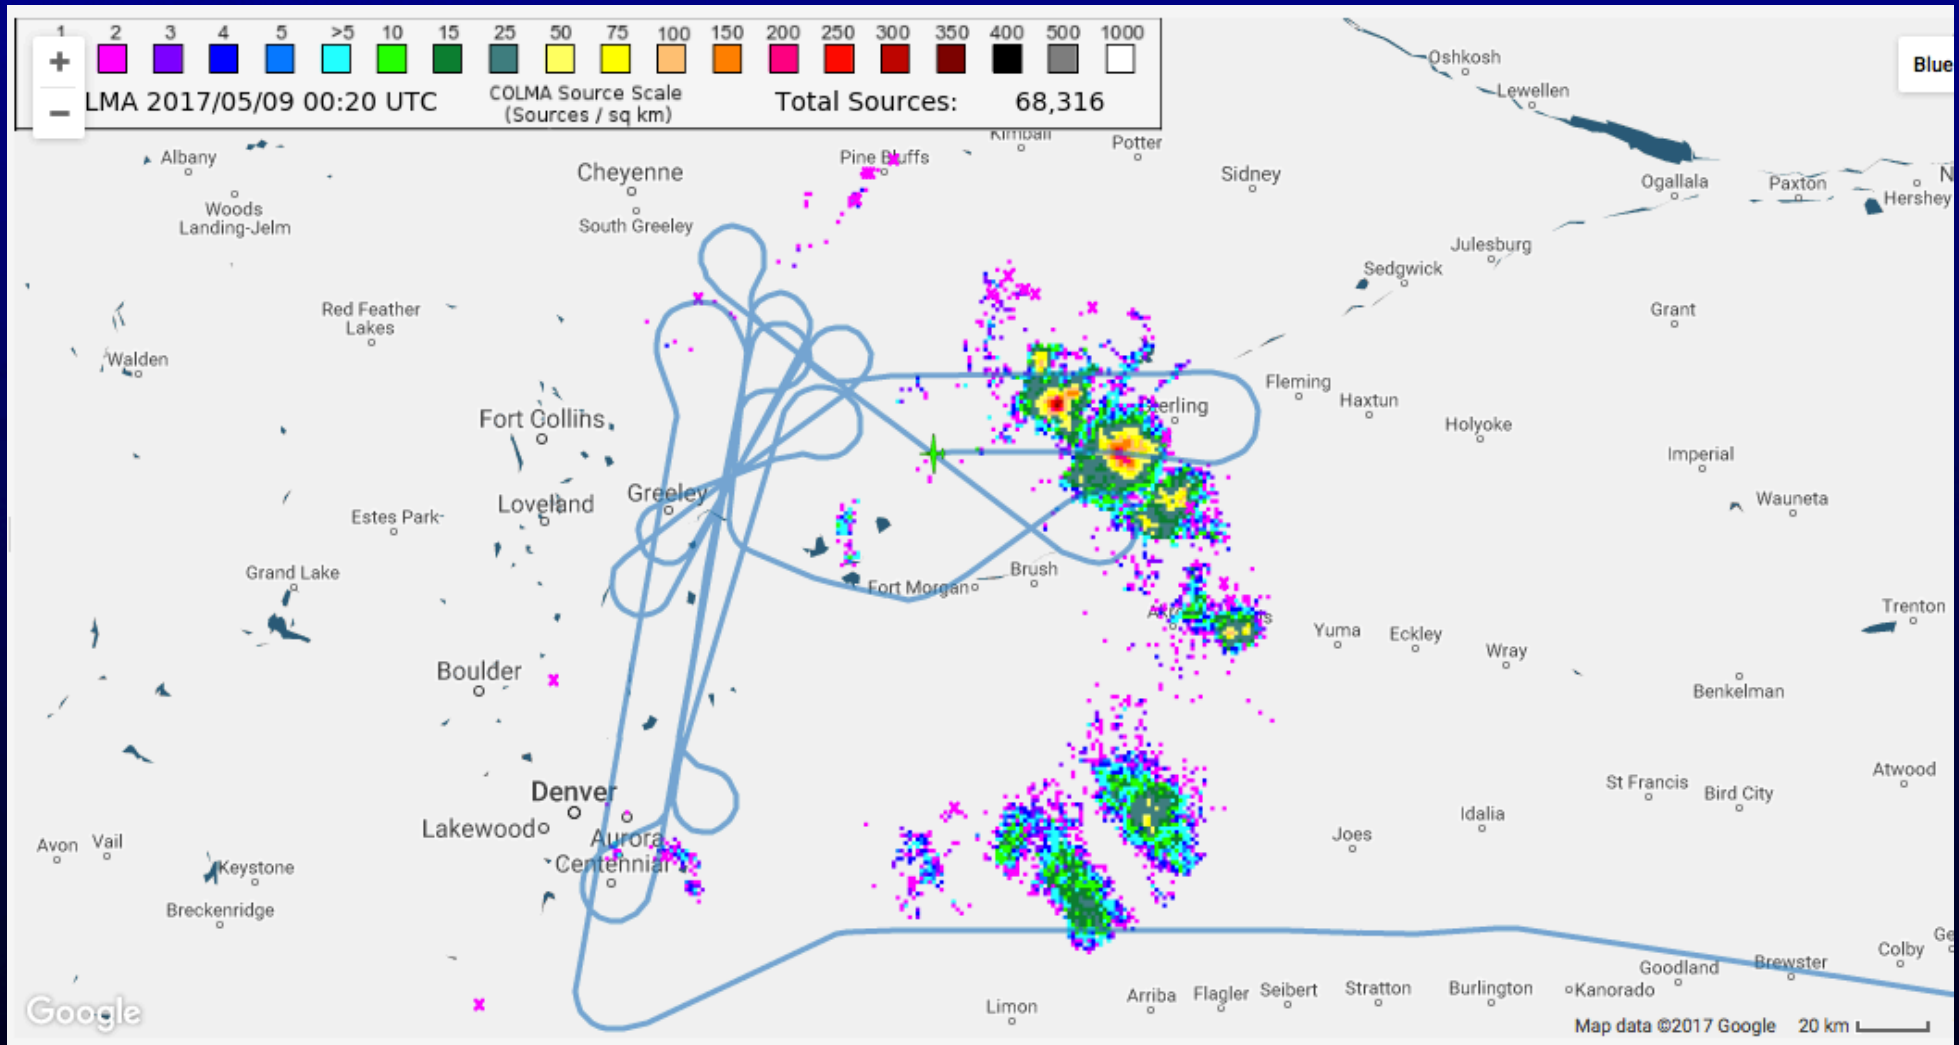 1 2 3 4 5 >5 10 15 25 50 75 100 150 200 250 300 350 400 500 1000
+
−
LMA 2017/05/09 00:20 UTC
COLMA Source Scale
(Sources / sq km)
Total Sources: 68,316
Blue
Oshkosh
Lewellen
Kimball
Potter
Albany
Pine Bluffs
Cheyenne
Sidney
Ogallala
Paxton
N
Hershey
Woods
Landing-Jelm
South Greeley
Julesburg
Sedgwick
Red Feather
Lakes
Grant
Walden
Fleming
Haxtun
Sterling
Fort Collins
Holyoke
Imperial
Greeley
Loveland
Wauneta
Estes Park
Grand Lake
Brush
Fort Morgan
Trenton
Yuma
Eckley
Wray
Boulder
Benkelman
Denver
St Francis
Bird City
Atwood
Lakewood
Aurora
Idalia
Joes
Avon
Vail
Centennial
Keystone
Breckenridge
Colby
Ge
Goodland
Brewster
Limon
Arriba
Flagler
Seibert
Stratton
Burlington
Kanorado
Google
Map data ©2017 Google
20 km